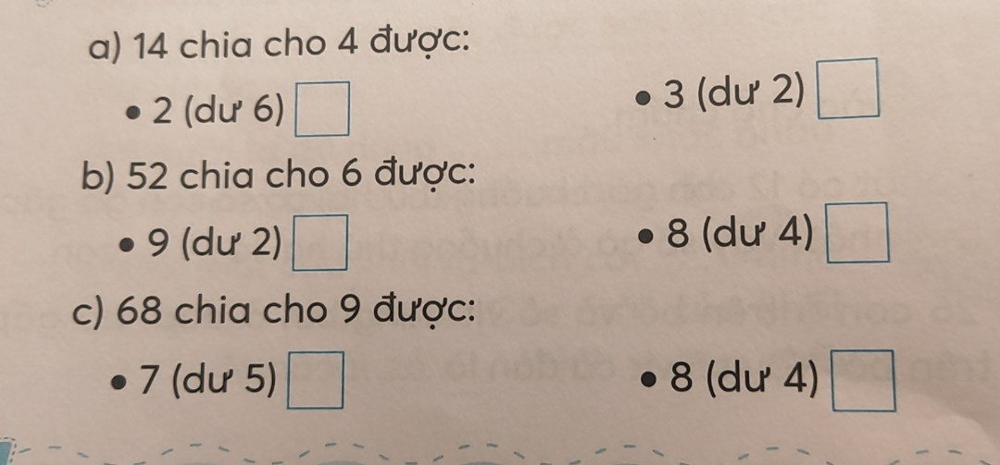 a) 14 chia cho 4 được:
• 2 (dư 6) • 3 (dư 2)
b) 52 chia cho 6 được:
• 9 (dư 2) • 8 (dư 4)
c) 68 chia cho 9 được:
• 7 (dư 5) • 8 (dư 4)